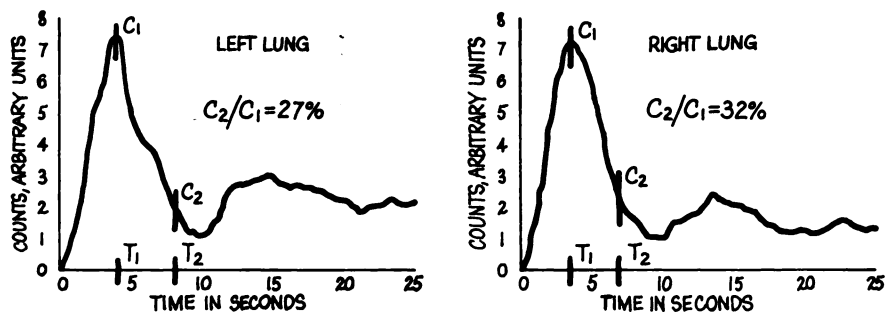 COUNTS, ARBITRARY UNITS
8
7
6
5
4
3
2
1
0
C1
LEFT LUNG
C2/C1=27%
C2
T1 T2
0 5 10 15 20 25
TIME IN SECONDS
COUNTS, ARBITRARY UNITS
8
7
6
5
4
3
2
1
0
C1
RIGHT LUNG
C2/C1=32%
C2
T1 T2
0 5 10 15 20 25
TIME IN SECONDS